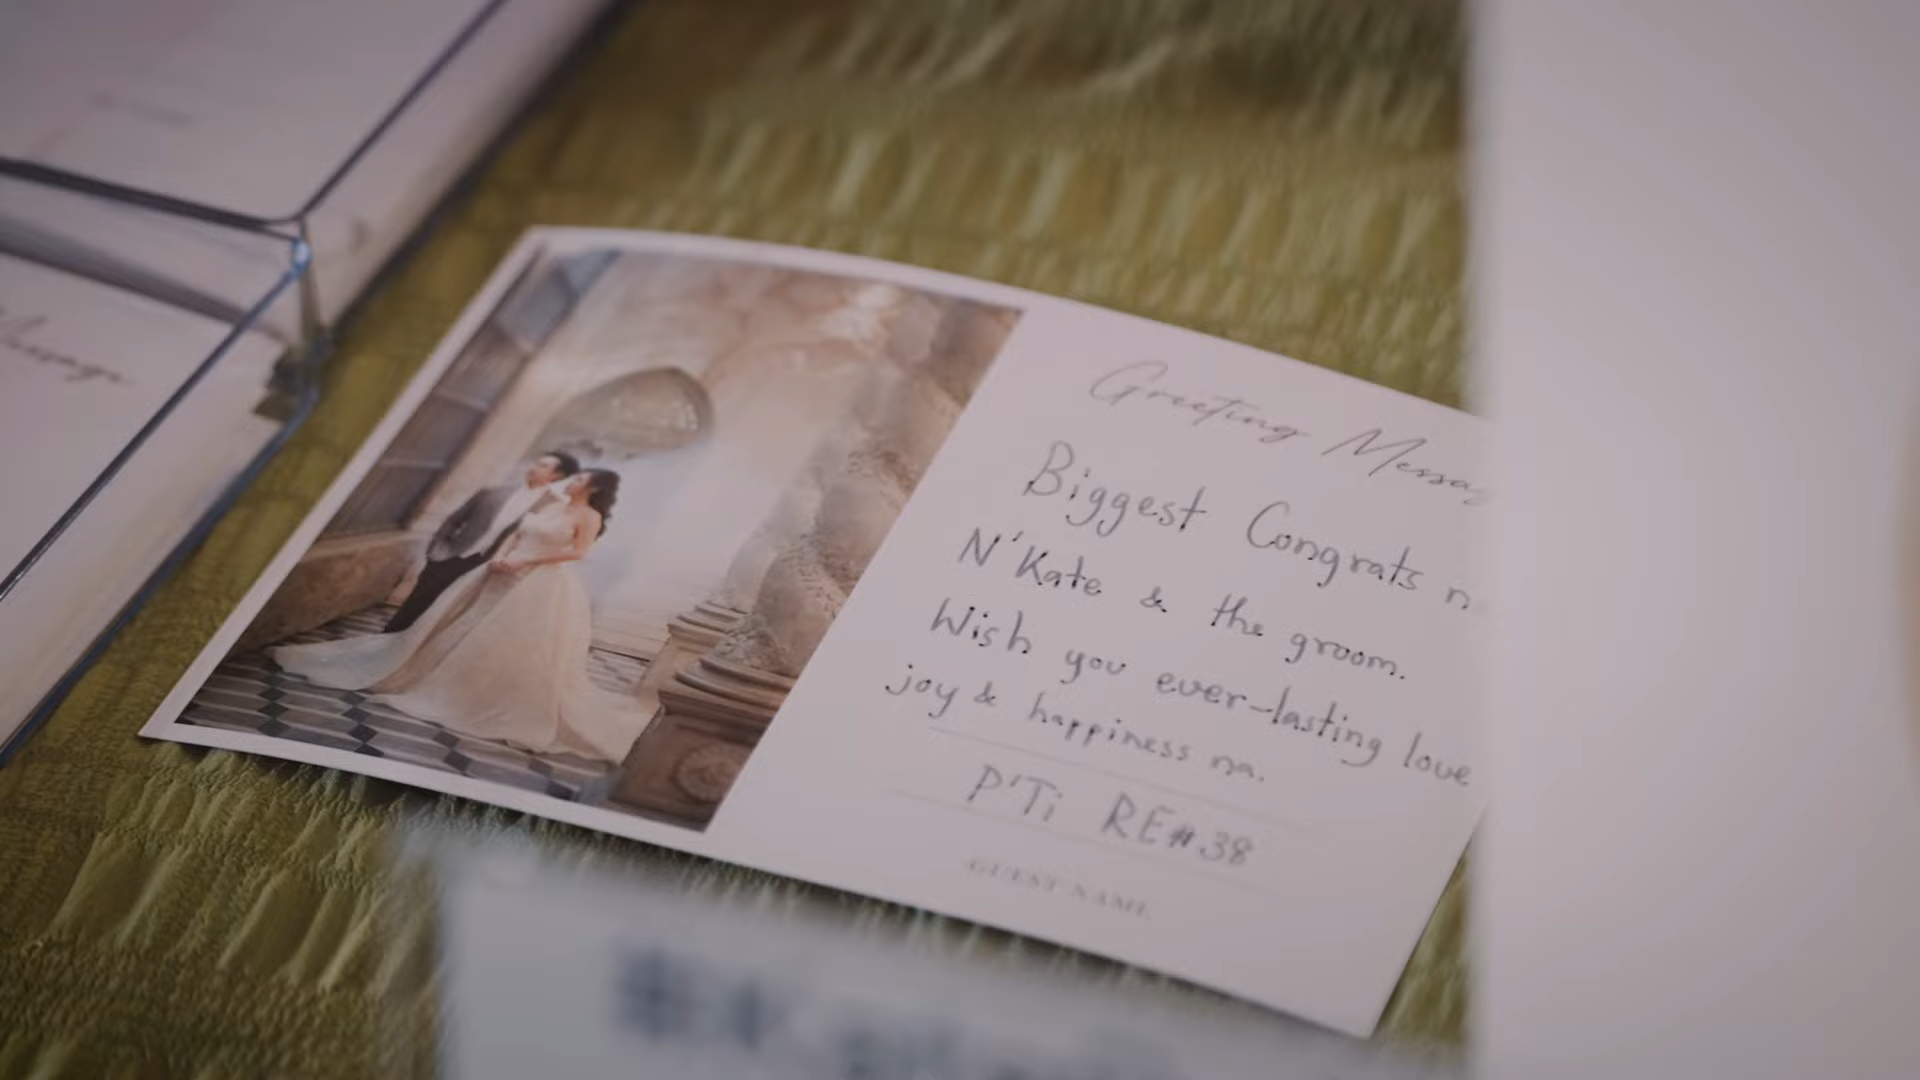 Message
Greeting
Biggest Congrats
N'Kate & the groom.
Wish you ever-lasting love
joy & happiness na.
P'Ti RE#38
GUEST NAME